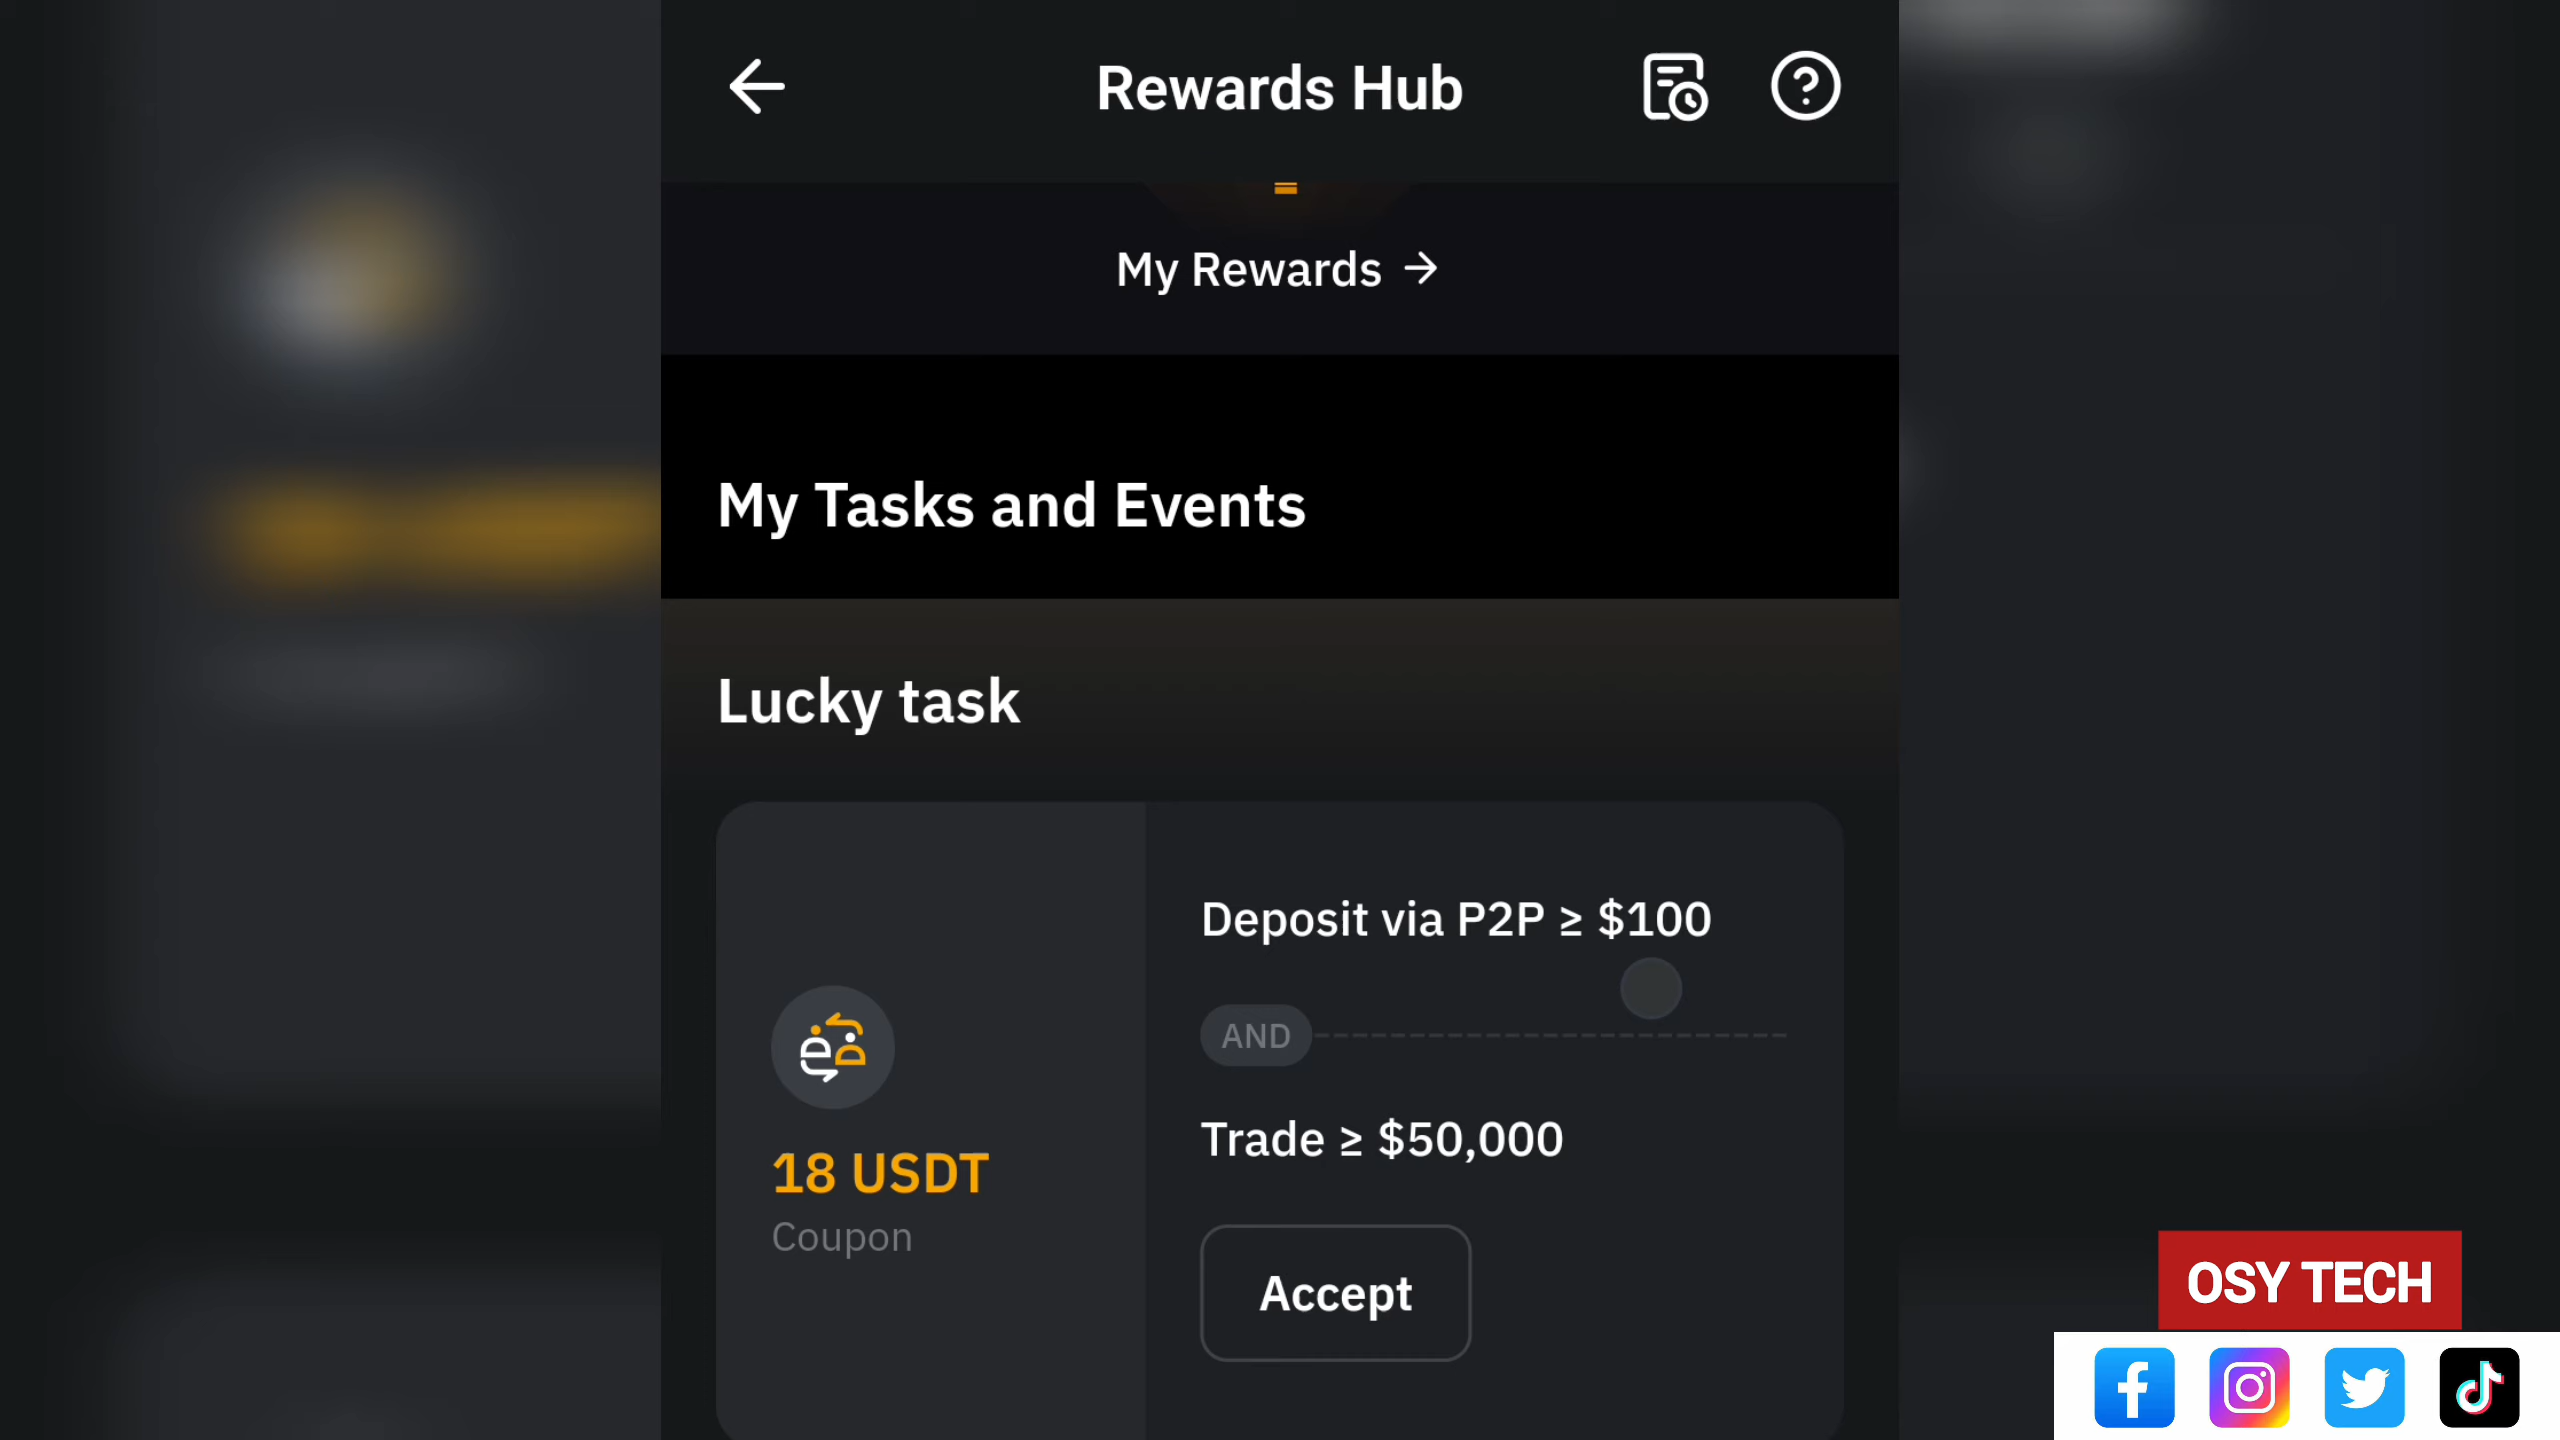 Rewards Hub
My Rewards →
My Tasks and Events
Lucky task
Deposit via P2P ≥ $100
AND
Trade ≥ $50,000
18 USDT
Coupon
Accept
OSY TECH